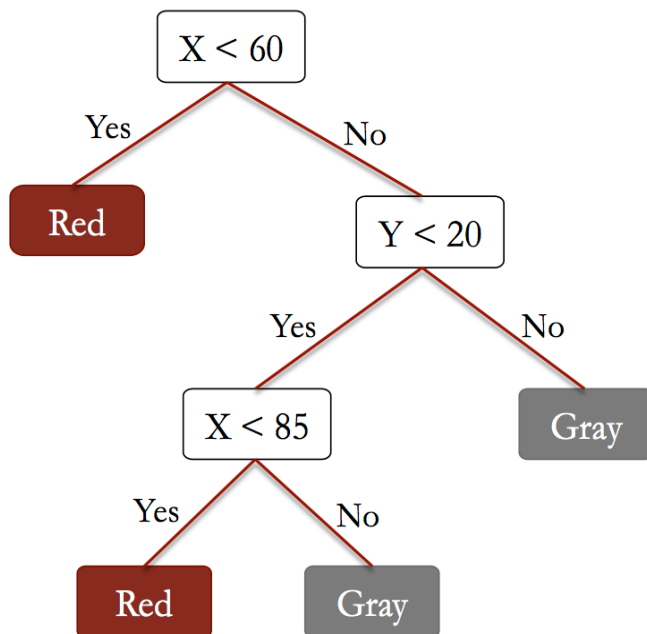 X < 60
Yes
No
Red
Y < 20
Yes
No
X < 85
Gray
Yes
No
Red
Gray